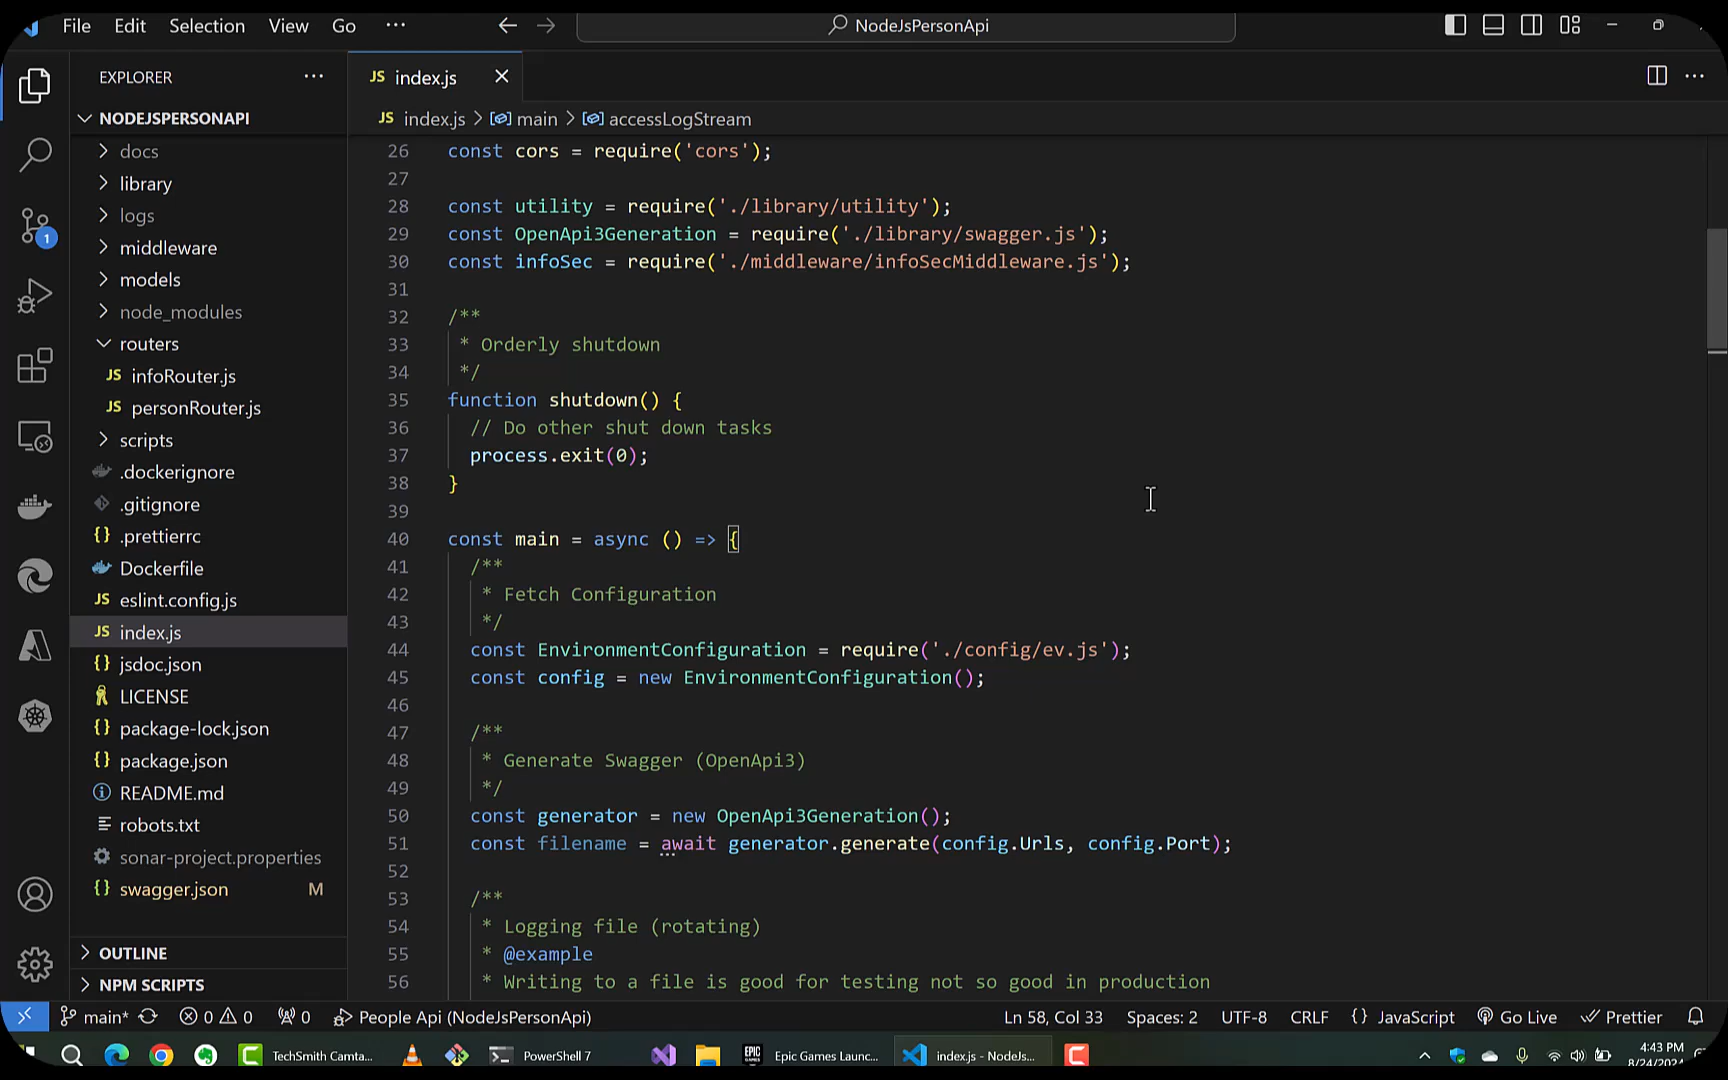 File Edit Selection View Go ··· NodeJsPersonApi
EXPLORER ···
NODEJSPERSONAPI
docs
library
logs
middleware
models
node_modules
routers
JS infoRouter.js
JS personRouter.js
scripts
.dockerignore
.gitignore
{} .prettierrc
Dockerfile
JS eslint.config.js
JS index.js
{} jsdoc.json
LICENSE
{} package-lock.json
{} package.json
README.md
robots.txt
sonar-project.properties
{} swagger.json M
OUTLINE
NPM SCRIPTS
1
JS index.js
JS index.js > main > accessLogStream
26 const cors = require('cors');
27
28 const utility = require('./library/utility');
29 const OpenApi3Generation = require('./library/swagger.js');
30 const infoSec = require('./middleware/infoSecMiddleware.js');
31
32 /**
33 * Orderly shutdown
34 */
35 function shutdown() {
36 // Do other shut down tasks
37 process.exit(0);
38 }
39
40 const main = async () => {
41 /**
42 * Fetch Configuration
43 */
44 const EnvironmentConfiguration = require('./config/ev.js');
45 const config = new EnvironmentConfiguration();
46
47 /**
48 * Generate Swagger (OpenApi3)
49 */
50 const generator = new OpenApi3Generation();
51 const filename = await generator.generate(config.Urls, config.Port);
52
53 /**
54 * Logging file (rotating)
55 * @example
56 * Writing to a file is good for testing not so good in production
main* 0 0 0 People Api (NodeJsPersonApi) Ln 58, Col 33 Spaces: 2 UTF-8 CRLF {} JavaScript Go Live Prettier
TechSmith Camta... PowerShell 7 EPIC GAMES Epic Games Launc... index.js - NodeJs... 4:43 PM